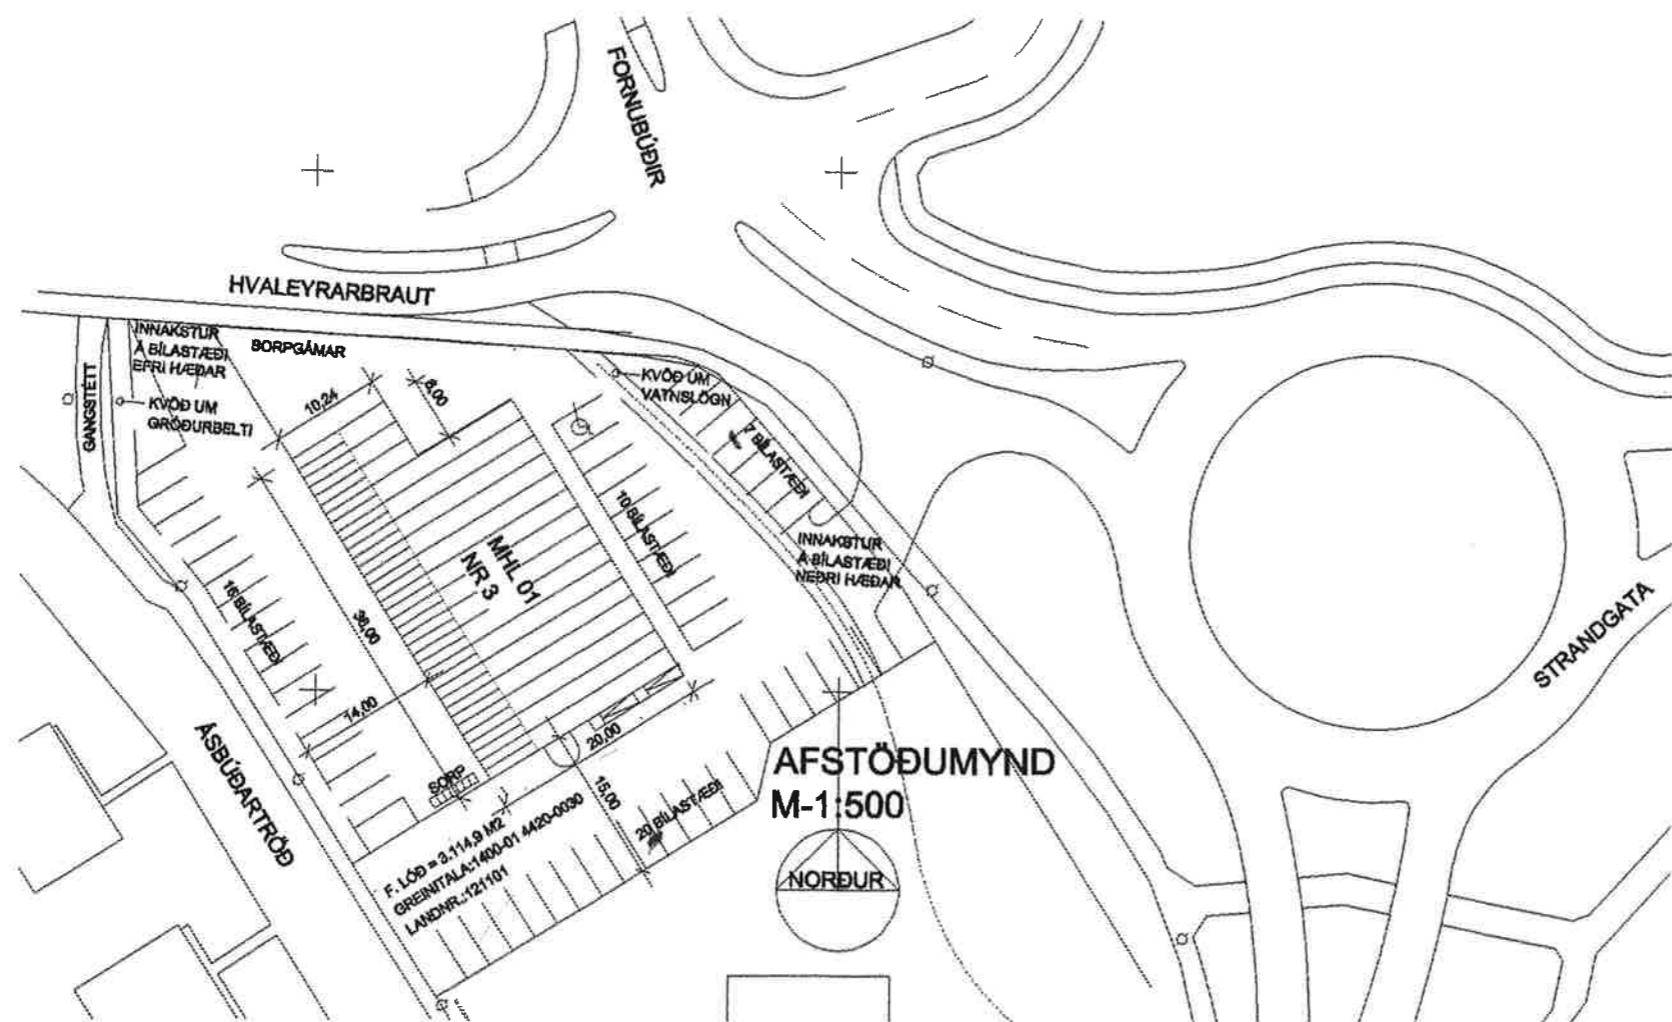 FORNUBÚÐIR
HVALEYRARBRAUT
INNAKSTUR
Á BÍLASTÆÐI
EFRI HÆÐAR
SORPGÁMAR
GANGSTÉTT
KVÖÐ UM
GRÓÐURBELTI
10,24
8,00
KVÖÐ UM
VATNSLÖGN
7 BÍLASTÆÐI
10 BÍLASTÆÐI
INNAKSTUR
Á BÍLASTÆÐI
NEÐRI HÆÐAR
MHL 01
NR 3
16 BÍLASTÆÐI
36,00
14,00
20,00
15,00
SORP
20 BÍLASTÆÐI
ÁSBÚÐARTRÖÐ
STRANDGATA
F. LÓÐ = 3.114,9 M2
GREINITALA:1400-01 4420-0030
LANDNR.:121101
AFSTÖÐUMYND
M-1:500
NORÐUR